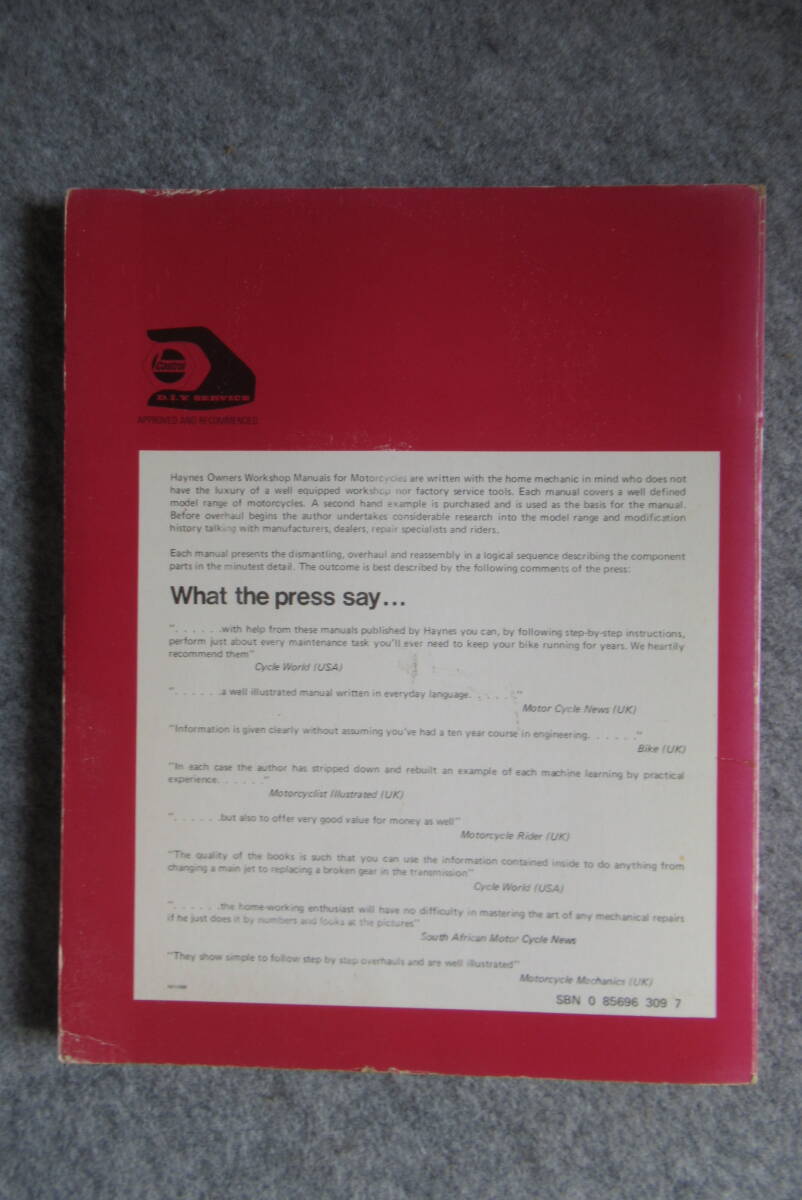 Castrol
D.I.Y. SERVICE
APPROVED AND RECOMMENDED
Haynes Owners Workshop Manuals for Motorcycles are written with the home mechanic in mind who does not
have the luxury of a well equipped workshop nor factory service tools. Each manual covers a well defined
model range of motorcycles. A second hand example is purchased and is used as the basis for the manual.
Before overhaul begins the author undertakes considerable research into the model range and modification
history talking with manufacturers, dealers, repair specialists and riders.
Each manual presents the dismantling, overhaul and reassembly in a logical sequence describing the component
parts in the minutest detail. The outcome is best described by the following comments of the press:
What the press say...
"......with help from these manuals published by Haynes you can, by following step-by-step instructions,
perform just about every maintenance task you'll ever need to keep your bike running for years. We heartily
recommend them"
Cycle World (USA)
"......a well illustrated manual written in everyday language......"
Motor Cycle News (UK)
"Information is given clearly without assuming you've had a ten year course in engineering......"
Bike (UK)
"In each case the author has stripped down and rebuilt an example of each machine learning by practical
experience......"
Motorcyclist Illustrated (UK)
"......but also to offer very good value for money as well"
Motorcycle Rider (UK)
"The quality of the books is such that you can use the information contained inside to do anything from
changing a main jet to replacing a broken gear in the transmission"
Cycle World (USA)
"......the home-working enthusiast will have no difficulty in mastering the art of any mechanical repairs
if he just does it by numbers and looks at the pictures"
South African Motor Cycle News
"They show simple to follow step by step overhauls and are well illustrated"
Motorcycle Mechanics (UK)
SBN 0 85696 309 7